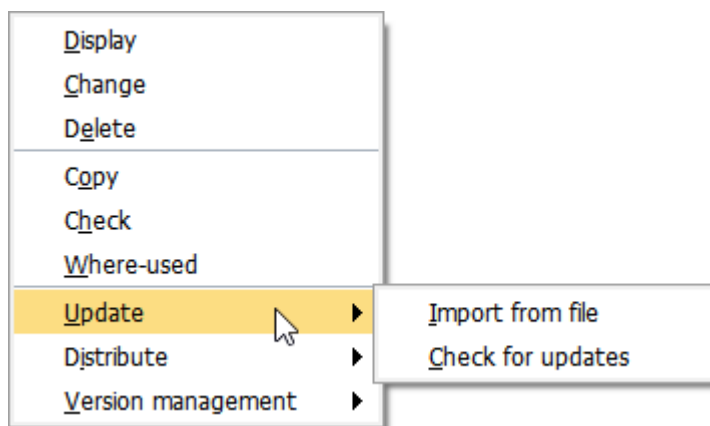 Display
Change
Delete
Copy
Check
Where-used
Update
Import from file
Distribute
Check for updates
Version management